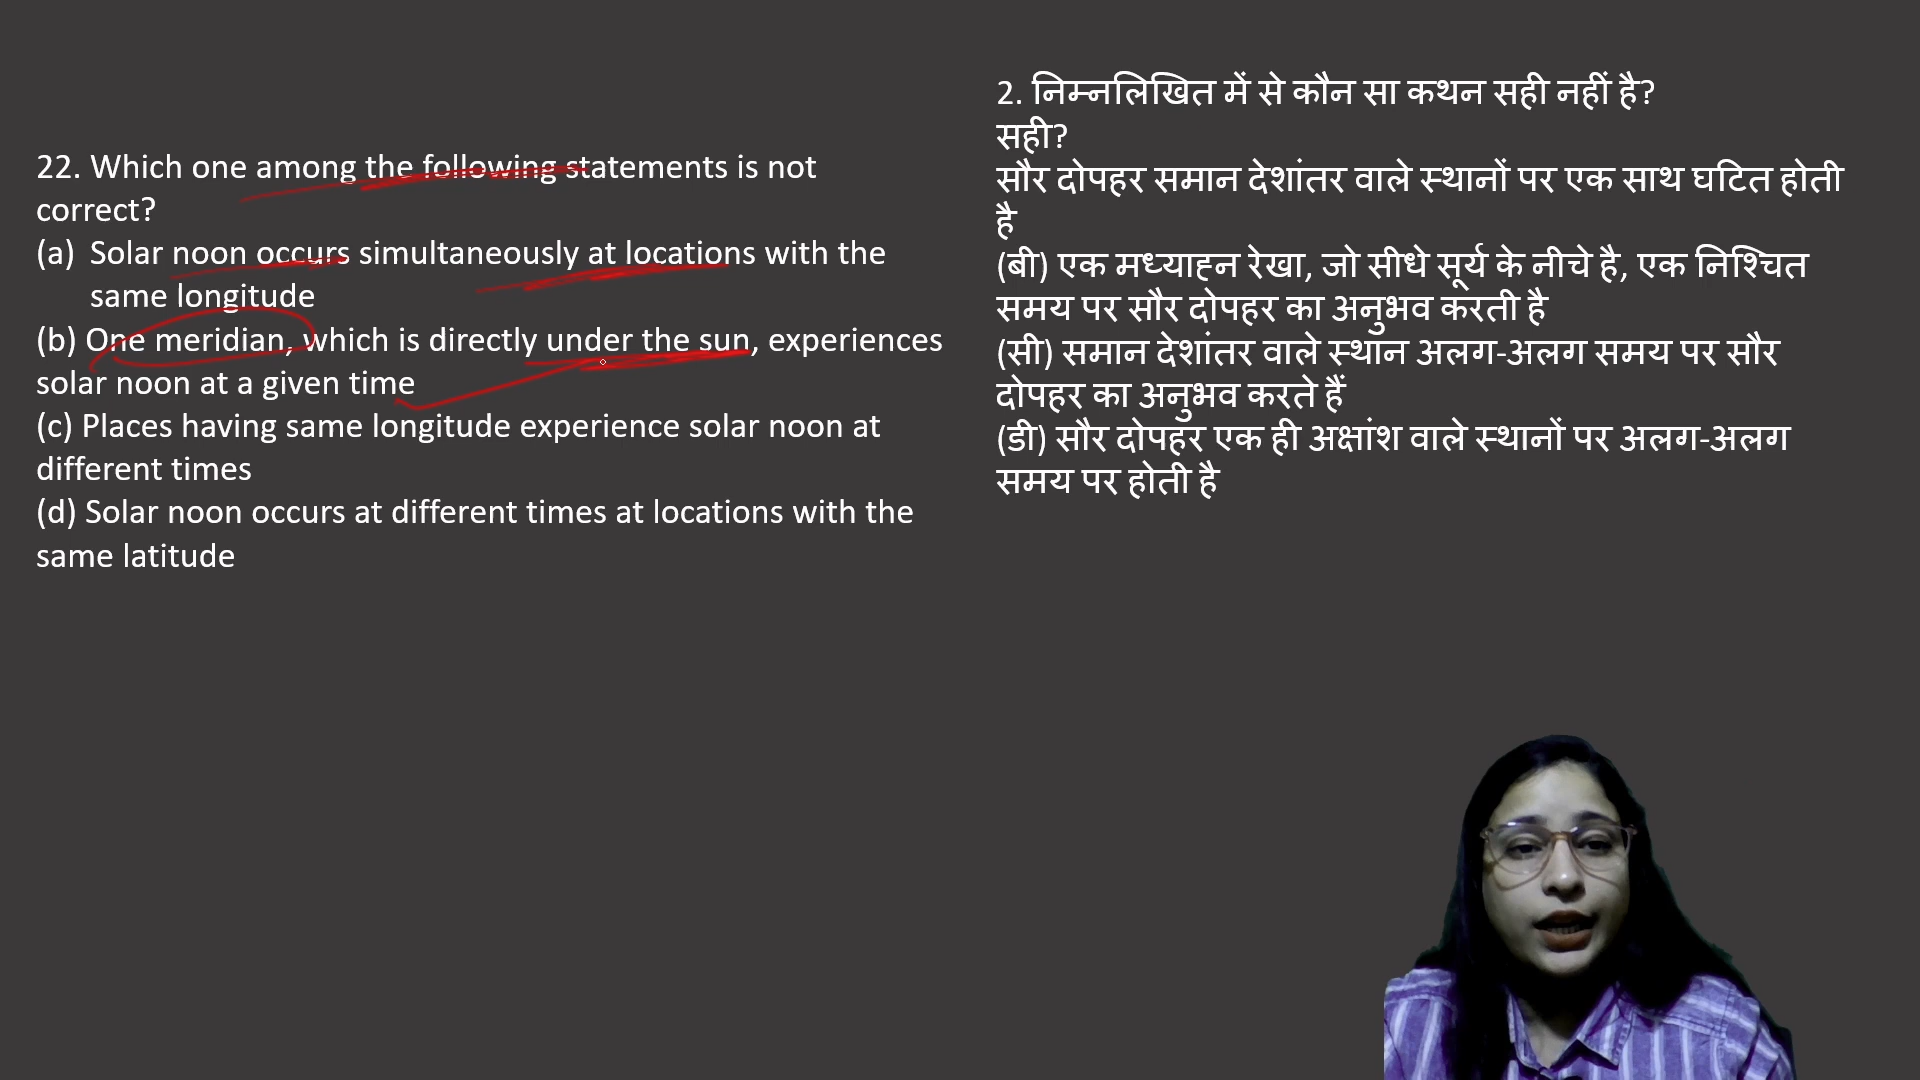 22. Which one among the following statements is not
correct?
(a) Solar noon occurs simultaneously at locations with the
same longitude
(b) One meridian, which is directly under the sun, experiences
solar noon at a given time
(c) Places having same longitude experience solar noon at
different times
(d) Solar noon occurs at different times at locations with the
same latitude
2. निम्नलिखित में से कौन सा कथन सही नहीं है?
सही?
सौर दोपहर समान देशांतर वाले स्थानों पर एक साथ घटित होती
है
(बी) एक मध्याह्न रेखा, जो सीधे सूर्य के नीचे है, एक निश्चित
समय पर सौर दोपहर का अनुभव करती है
(सी) समान देशांतर वाले स्थान अलग-अलग समय पर सौर
दोपहर का अनुभव करते हैं
(डी) सौर दोपहर एक ही अक्षांश वाले स्थानों पर अलग-अलग
समय पर होती है